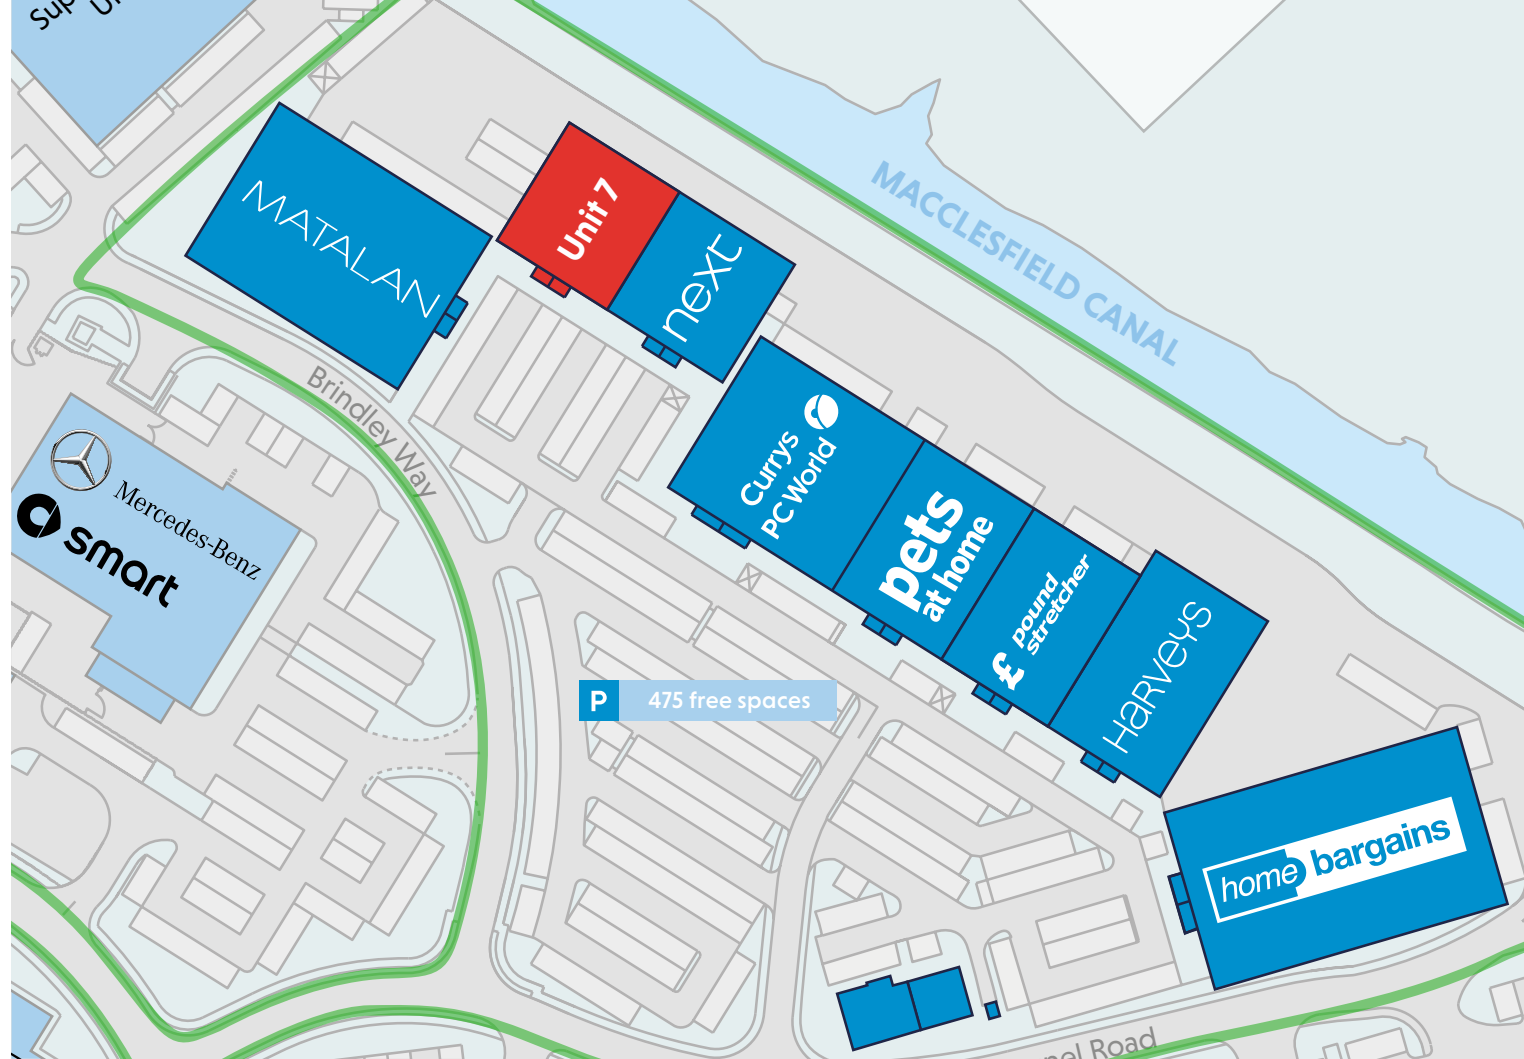 Sup
MATALAN
Unit 7
next
MACCLESFIELD CANAL
Brindley Way
Mercedes-Benz
smart
Currys
PC World
pets
at home
£ pound
stretcher
HARVEYS
P 475 free spaces
home bargains
Road